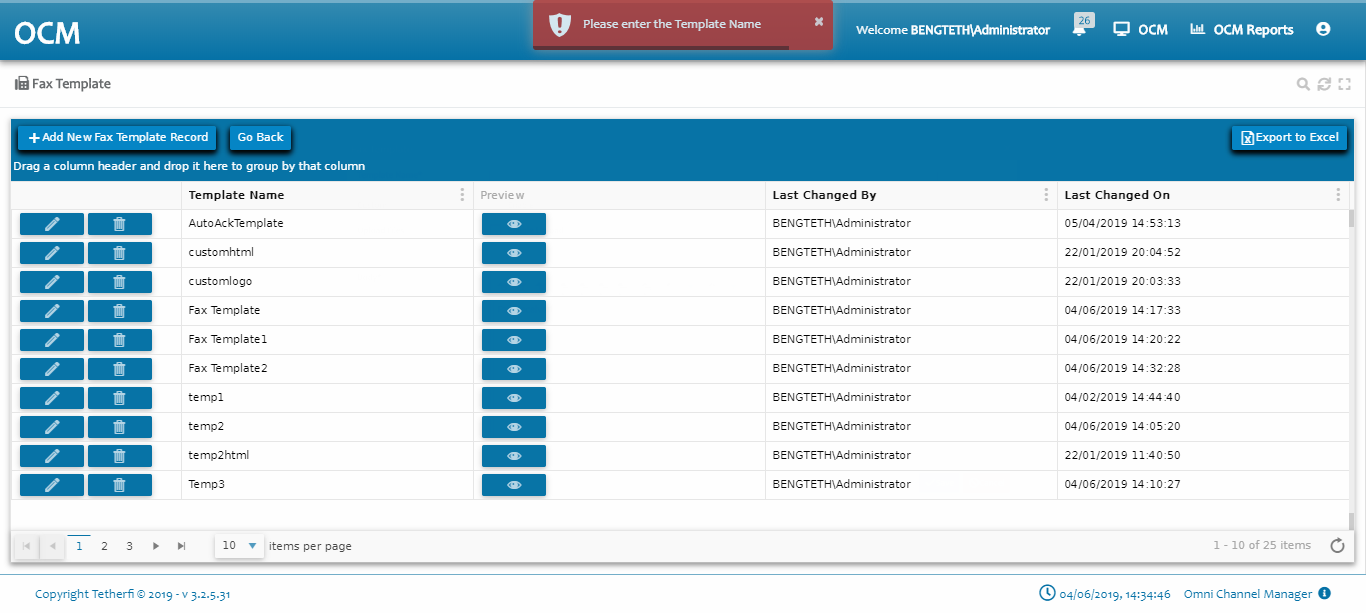 OCM
Please enter the Template Name
Welcome BENGTETH\Administrator
26
OCM
OCM Reports
Fax Template
Add New Fax Template Record
Go Back
Export to Excel
Drag a column header and drop it here to group by that column
Template Name Preview Last Changed By Last Changed On
AutoAckTemplate BENGTETH\Administrator 05/04/2019 14:53:13
customhtml BENGTETH\Administrator 22/01/2019 20:04:52
customlogo BENGTETH\Administrator 22/01/2019 20:03:33
Fax Template BENGTETH\Administrator 04/06/2019 14:17:33
Fax Template1 BENGTETH\Administrator 04/06/2019 14:20:22
Fax Template2 BENGTETH\Administrator 04/06/2019 14:32:28
temp1 BENGTETH\Administrator 04/02/2019 14:44:40
temp2 BENGTETH\Administrator 04/06/2019 14:05:20
temp2html BENGTETH\Administrator 22/01/2019 11:40:50
Temp3 BENGTETH\Administrator 04/06/2019 14:10:27
1 2 3 10 items per page 1 - 10 of 25 items
Copyright Tetherfi © 2019 - v 3.2.5.31 04/06/2019, 14:34:46 Omni Channel Manager